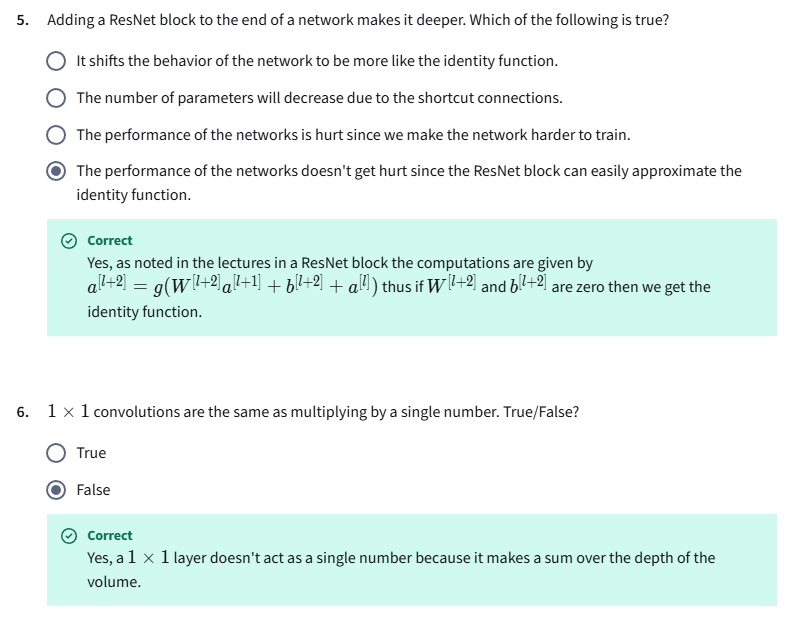 5. Adding a ResNet block to the end of a network makes it deeper. Which of the following is true?
It shifts the behavior of the network to be more like the identity function.
The number of parameters will decrease due to the shortcut connections.
The performance of the networks is hurt since we make the network harder to train.
The performance of the networks doesn't get hurt since the ResNet block can easily approximate the
identity function.
Correct
Yes, as noted in the lectures in a ResNet block the computations are given by
a^[l+2] = g(W^[l+2] a^[l+1] + b^[l+2] + a^[l]) thus if W^[l+2] and b^[l+2] are zero then we get the
identity function.
6. 1 × 1 convolutions are the same as multiplying by a single number. True/False?
True
False
Correct
Yes, a 1 × 1 layer doesn't act as a single number because it makes a sum over the depth of the
volume.